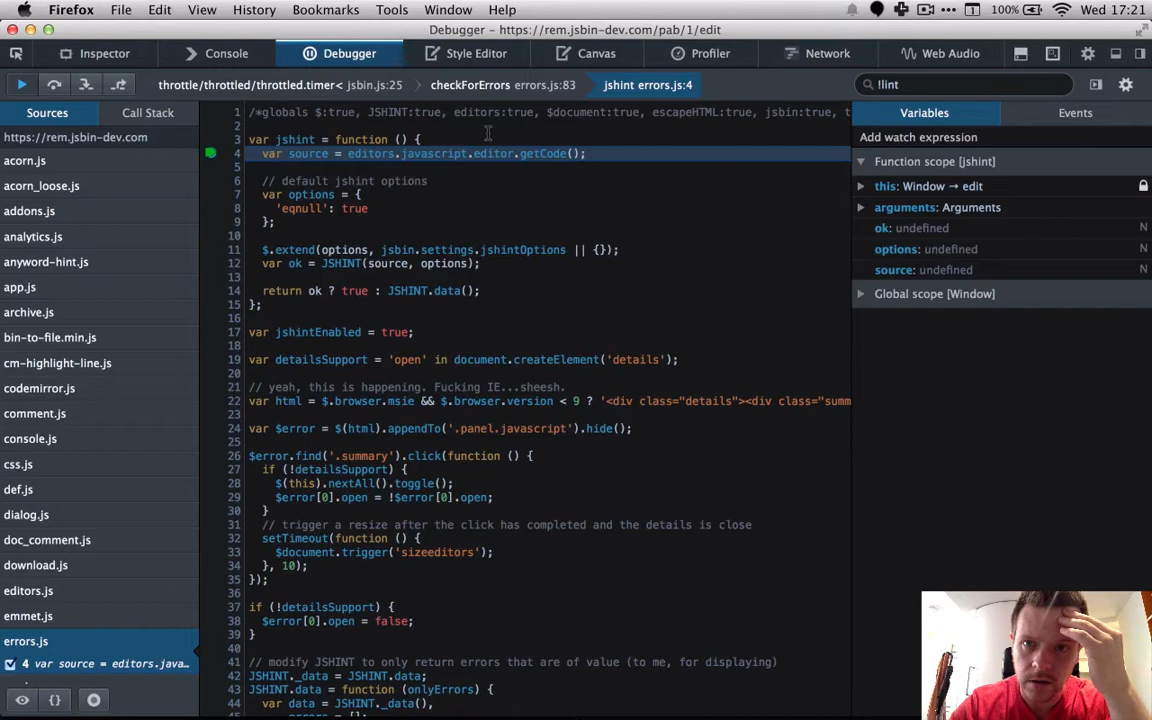 Firefox File Edit View History Bookmarks Tools Window Help 1 100% Wed 17:21
Debugger - https://rem.jsbin-dev.com/pab/1/edit
Inspector Console Debugger Style Editor Canvas Profiler Network Web Audio
throttle/throttled/throttled.timer< jsbin.js:25 checkForErrors errors.js:83 jshint errors.js:4 !lint
Sources Call Stack
https://rem.jsbin-dev.com
acorn.js
acorn_loose.js
addons.js
analytics.js
anyword-hint.js
app.js
archive.js
bin-to-file.min.js
cm-highlight-line.js
codemirror.js
comment.js
console.js
css.js
def.js
dialog.js
doc_comment.js
download.js
editors.js
emmet.js
errors.js
4 var source = editors.java…
1 /*globals $:true, JSHINT:true, editors:true, $document:true, escapeHTML:true, jsbin:true, t
2
3 var jshint = function () {
4 var source = editors.javascript.editor.getCode();
5
6 // default jshint options
7 var options = {
8 'eqnull': true
9 };
10
11 $.extend(options, jsbin.settings.jshintOptions || {});
12 var ok = JSHINT(source, options);
13
14 return ok ? true : JSHINT.data();
15 };
16
17 var jshintEnabled = true;
18
19 var detailsSupport = 'open' in document.createElement('details');
20
21 // yeah, this is happening. Fucking IE...sheesh.
22 var html = $.browser.msie && $.browser.version < 9 ? '<div class="details"><div class="summ
23
24 var $error = $(html).appendTo('.panel.javascript').hide();
25
26 $error.find('.summary').click(function () {
27 if (!detailsSupport) {
28 $(this).nextAll().toggle();
29 $error[0].open = !$error[0].open;
30 }
31 // trigger a resize after the click has completed and the details is close
32 setTimeout(function () {
33 $document.trigger('sizeeditors');
34 }, 10);
35 });
36
37 if (!detailsSupport) {
38 $error[0].open = false;
39 }
40
41 // modify JSHINT to only return errors that are of value (to me, for displaying)
42 JSHINT._data = JSHINT.data;
43 JSHINT.data = function (onlyErrors) {
44 var data = JSHINT._data(),
Variables Events
Add watch expression
Function scope [jshint]
this: Window → edit
arguments: Arguments
ok: undefined N
options: undefined N
source: undefined N
Global scope [Window]